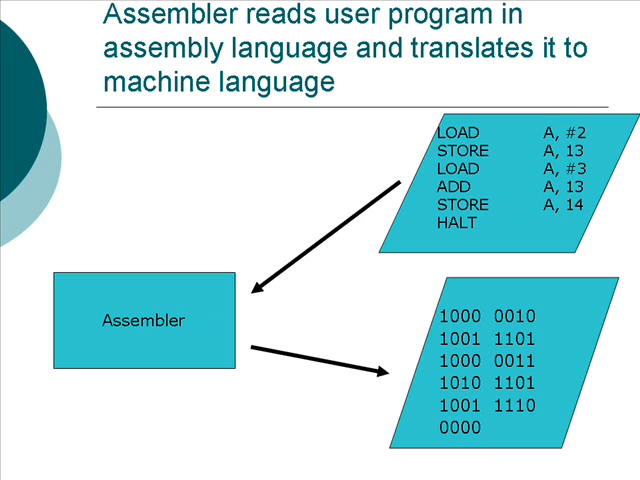 Assembler reads user program in
assembly language and translates it to
machine language
LOAD A, #2
STORE A, 13
LOAD A, #3
ADD A, 13
STORE A, 14
HALT
Assembler
1000 0010
1001 1101
1000 0011
1010 1101
1001 1110
0000